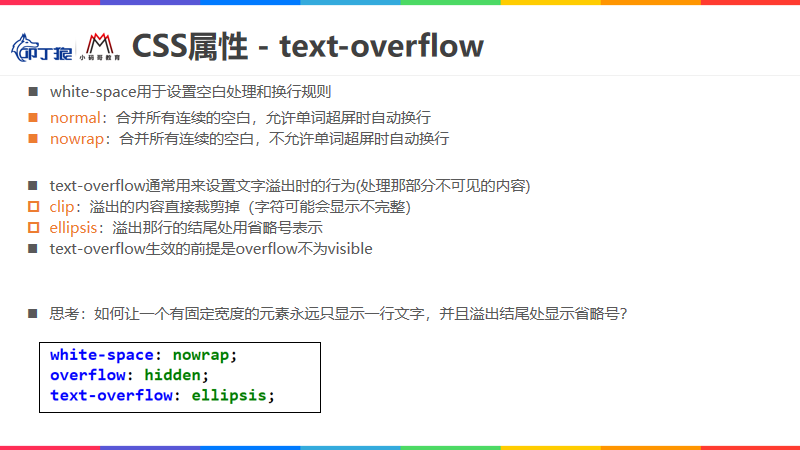 叩丁狼
小码哥教育
CSS属性 - text-overflow
white-space用于设置空白处理和换行规则
normal：合并所有连续的空白，允许单词超屏时自动换行
nowrap：合并所有连续的空白，不允许单词超屏时自动换行
text-overflow通常用来设置文字溢出时的行为(处理那部分不可见的内容)
clip：溢出的内容直接裁剪掉（字符可能会显示不完整)
ellipsis：溢出那行的结尾处用省略号表示
text-overflow生效的前提是overflow不为visible
思考：如何让一个有固定宽度的元素永远只显示一行文字，并且溢出结尾处显示省略号？
white-space: nowrap;
overflow: hidden;
text-overflow: ellipsis;